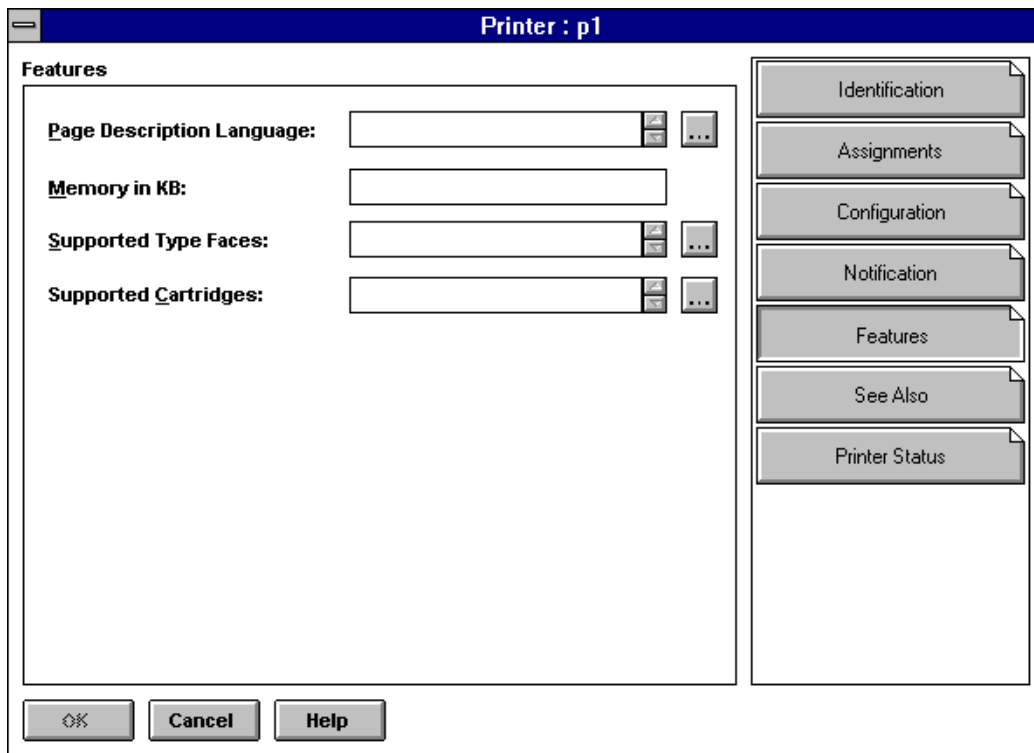 Printer : p1
Features
Page Description Language:
...
Memory in KB:
Supported Type Faces:
...
Supported Cartridges:
...
Identification
Assignments
Configuration
Notification
Features
See Also
Printer Status
OK
Cancel
Help